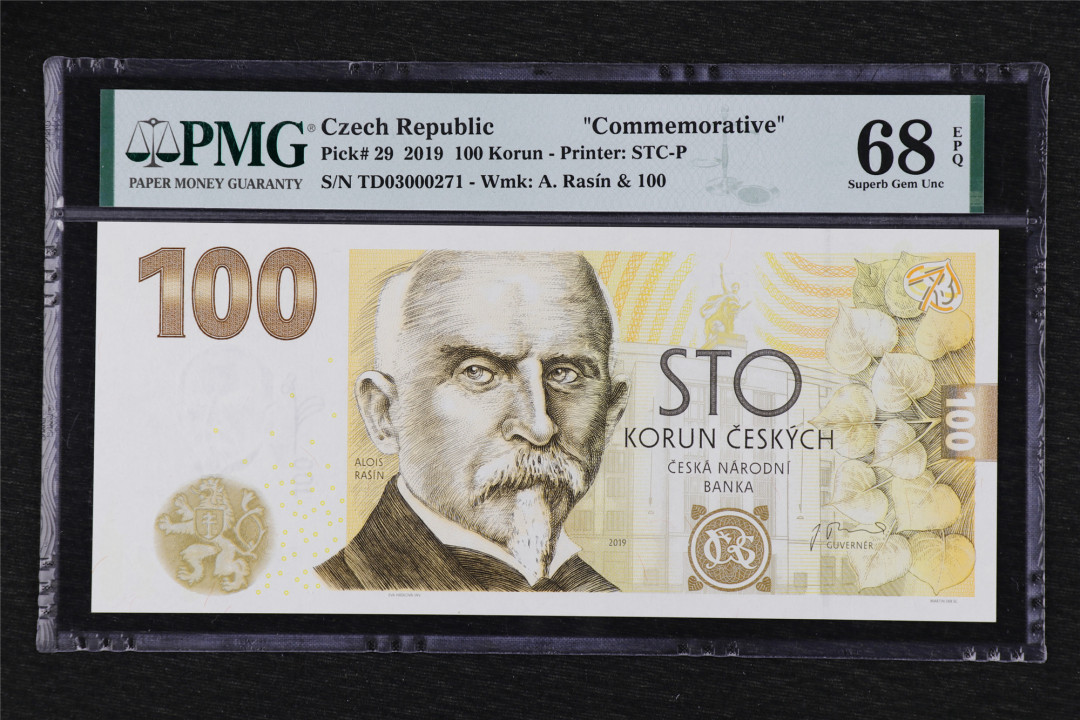 PMG®
PAPER MONEY GUARANTY
Czech Republic "Commemorative"
Pick# 29 2019 100 Korun - Printer: STC-P
S/N TD03000271 - Wmk: A. Rasín & 100
68 EPQ
Superb Gem Unc
100
STO
KORUN ČESKÝCH
ČESKÁ NÁRODNÍ
BANKA
ALOIS
RAŠÍN
2019
GUVERNÉR
100